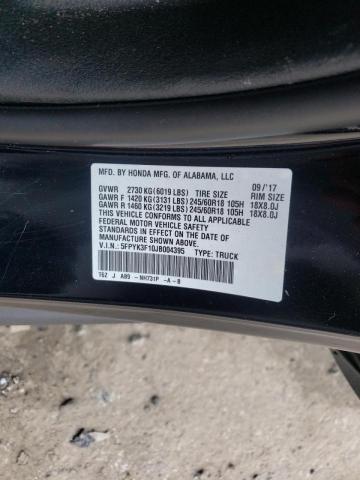 MFD. BY HONDA MFG. OF ALABAMA, LLC
09/17
GVWR 2730 KG (6019 LBS) TIRE SIZE RIM SIZE
GAWR F 1420 KG (3131 LBS) 245/60R18 105H 18X8.0J
GAWR R 1460 KG (3219 LBS) 245/60R18 105H 18X8.0J
THIS VEHICLE CONFORMS TO ALL APPLICABLE
FEDERAL MOTOR VEHICLE SAFETY
STANDARDS IN EFFECT ON THE DATE OF
MANUFACTURE SHOWN ABOVE.
V.I.N.: 5FPYK3F10JB004395 TYPE: TRUCK
T6Z J A89 -NH731P -A -B